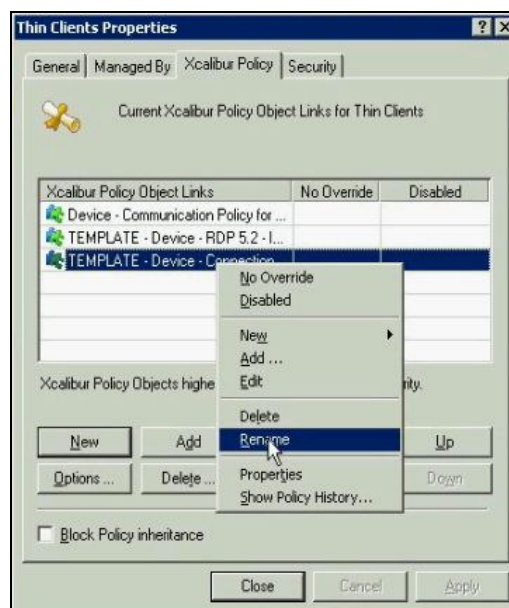 Thin Clients Properties
General Managed By Xcalibur Policy Security
Current Xcalibur Policy Object Links for Thin Clients
Xcalibur Policy Object Links No Override Disabled
Device - Communication Policy for ...
TEMPLATE - Device - RDP 5.2 - I...
TEMPLATE - Device - Connection
No Override
Disabled
New
Add ...
Edit
Delete
Rename
Properties
Show Policy History...
Xcalibur Policy Objects highe rity.
New Add Up
Options ... Delete ... Down
Block Policy inheritance
Close Cancel Apply